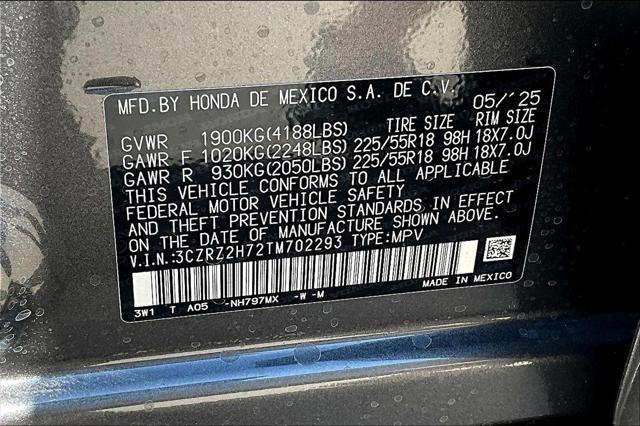 MFD.BY HONDA DE MEXICO S.A. DE C.V. 05/'25
GVWR 1900KG(4188LBS) TIRE SIZE RIM SIZE
GAWR F 1020KG(2248LBS) 225/55R18 98H 18X7.0J
GAWR R 930KG(2050LBS) 225/55R18 98H 18X7.0J
THIS VEHICLE CONFORMS TO ALL APPLICABLE
FEDERAL MOTOR VEHICLE SAFETY
AND THEFT PREVENTION STANDARDS IN EFFECT
ON THE DATE OF MANUFACTURE SHOWN ABOVE.
V.I.N.:3CZRZ2H72TM702293 TYPE:MPV
3W1 T A05 -NH797MX -W -M MADE IN MEXICO